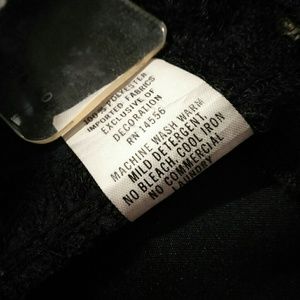 100% POLYESTER
IMPORTED FABRICS
EXCLUSIVE OF
DECORATION
RN 14556
MACHINE WASH WARM
MILD DETERGENT,
NO BLEACH, COOL IRON
NO COMMERCIAL
LAUNDRY